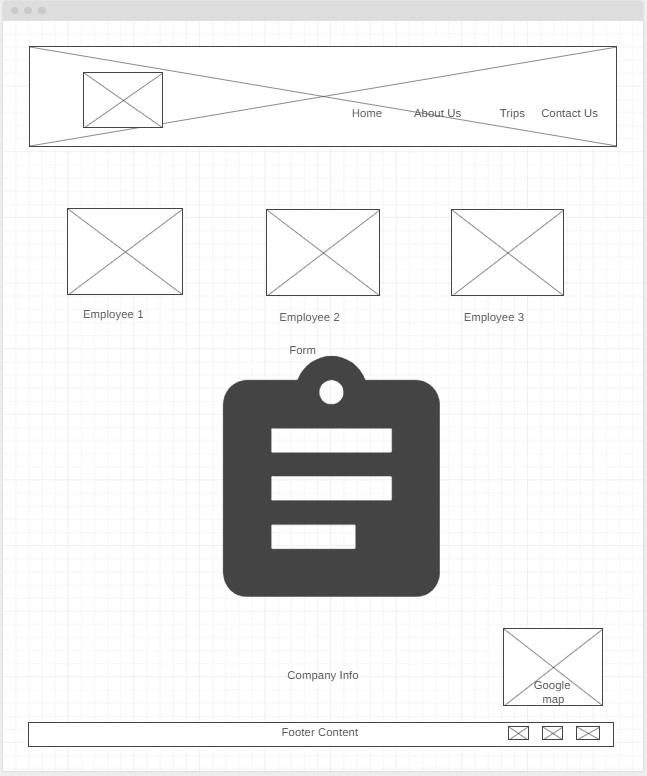 Home About Us Trips Contact Us
Employee 1 Employee 2 Employee 3
Form
Company Info
Google
map
Footer Content